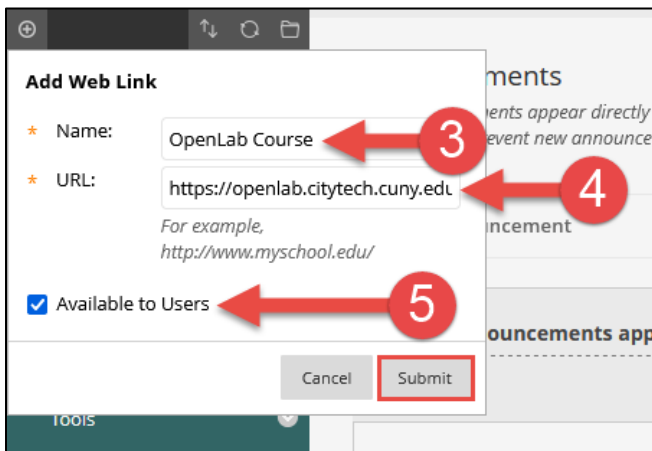 ments
Add Web Link
ents appear directly
* Name: OpenLab Course 3
event new announce
* URL: https://openlab.citytech.cuny.edu 4
For example,
http://www.myschool.edu/
ncement
Available to Users 5
ouncements app
Cancel Submit
Tools